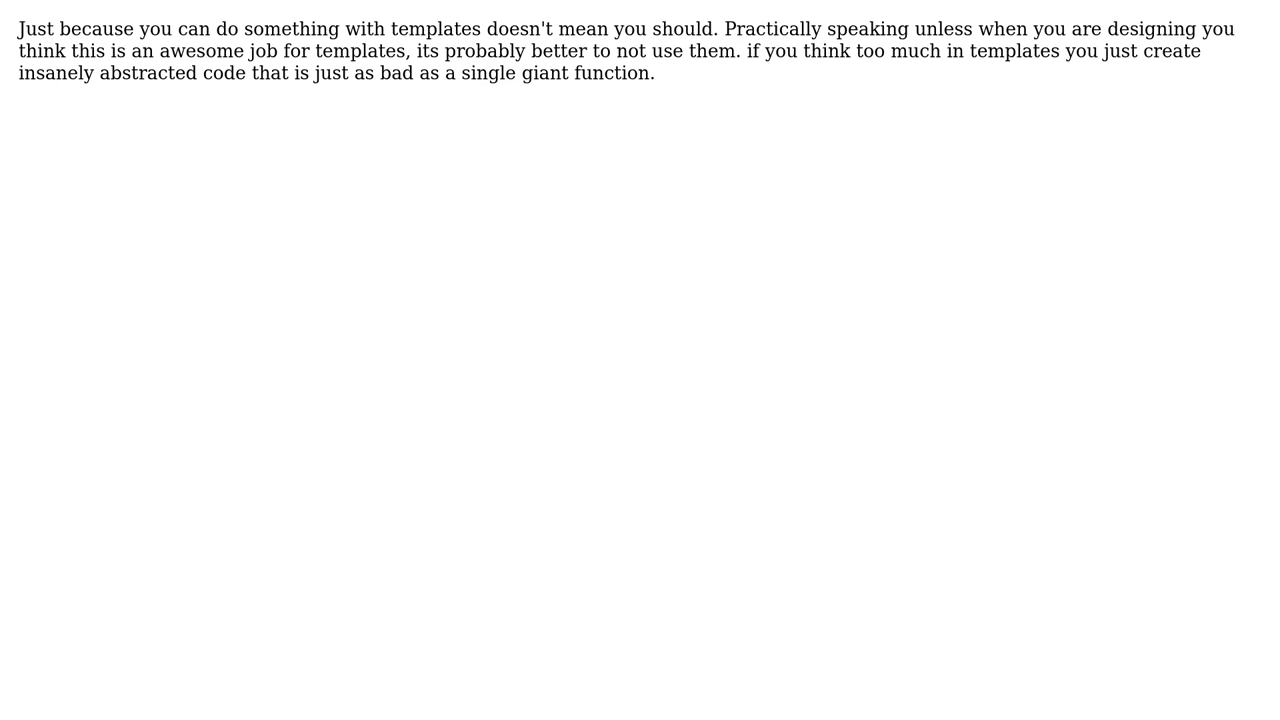 Just because you can do something with templates doesn't mean you should. Practically speaking unless when you are designing you
think this is an awesome job for templates, its probably better to not use them. if you think too much in templates you just create
insanely abstracted code that is just as bad as a single giant function.